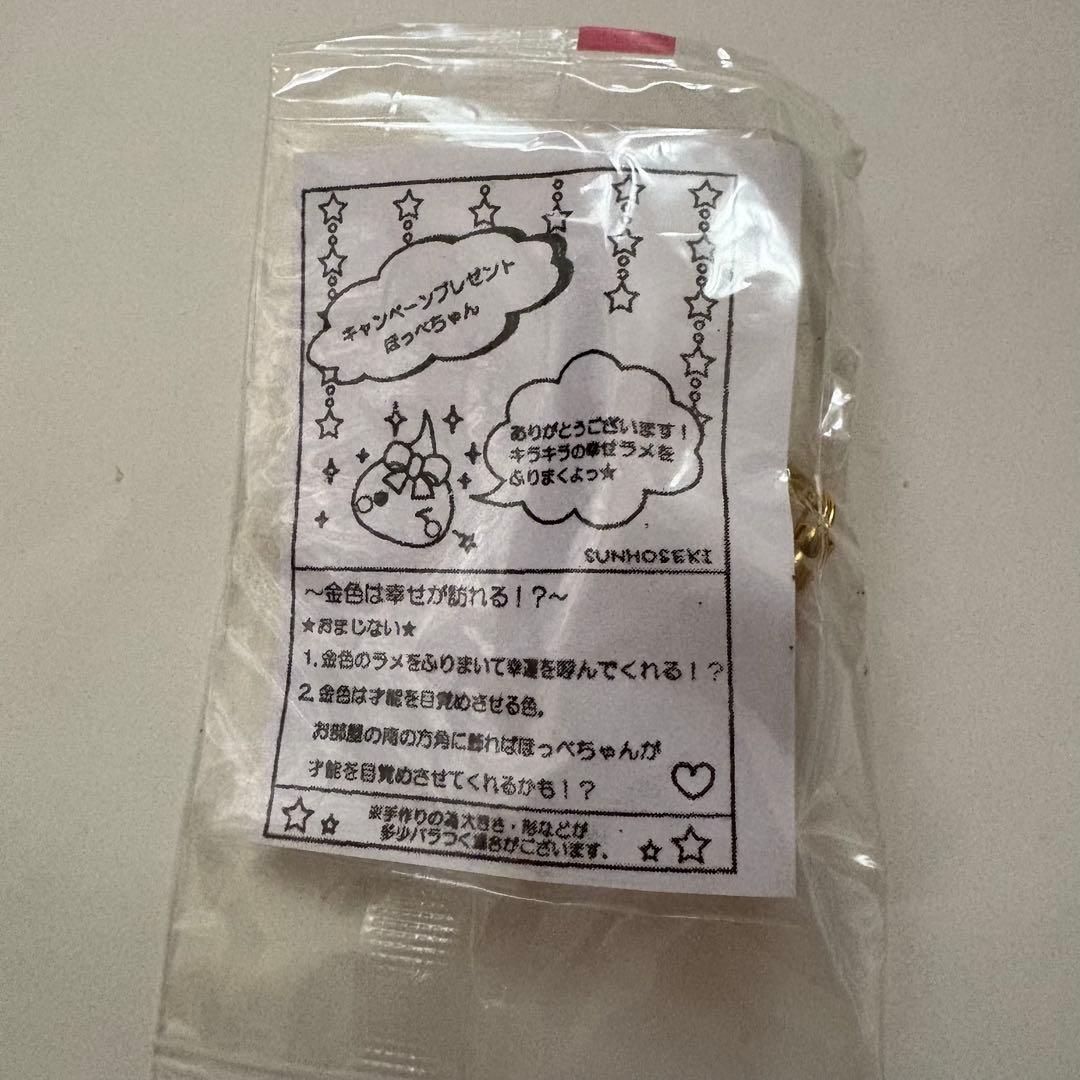 キャンペーンプレゼント
ほっぺちゃん
ありがとうございます!
キラキラの幸せラメを
ふりまくよっ★
SUNHOSEKI
～金色は幸せが訪れる!?～
★おまじない★
1.金色のラメをふりまいて幸運を呼んでくれる!?
2.金色は才能を目覚めさせる色。
お部屋の南の方角に飾ればほっぺちゃんが
才能を目覚めさせてくれるかも!?
※手作りの為大きさ・形などが
多少バラつく場合がございます。